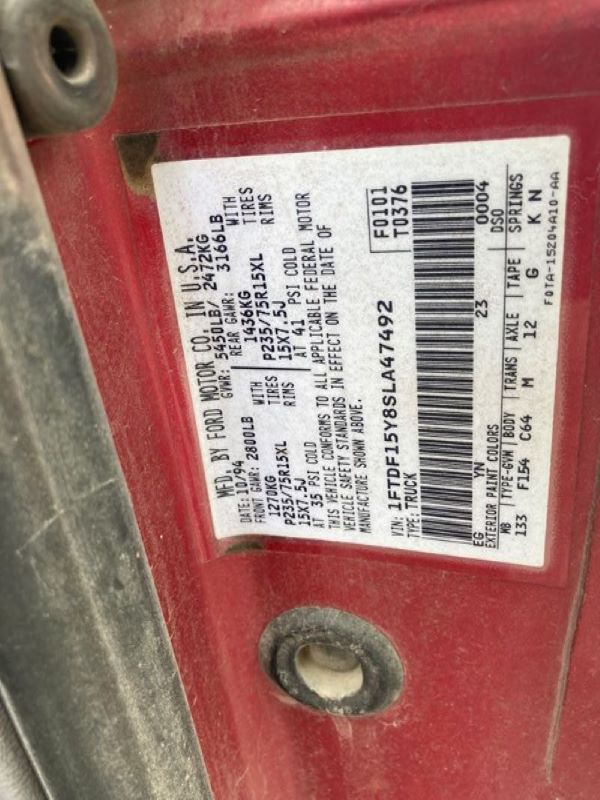 MFD. BY FORD MOTOR CO. IN U.S.A.
DATE: 10/94 GVWR: 5450LB/ 2472KG
FRONT GAWR: 2800LB REAR GAWR: 3166LB
1270KG WITH 1436KG WITH
P235/75R15XL TIRES P235/75R15XL TIRES
15X7.5J RIMS 15X7.5J RIMS
AT 35 PSI COLD AT 41 PSI COLD
THIS VEHICLE CONFORMS TO ALL APPLICABLE FEDERAL MOTOR
VEHICLE SAFETY STANDARDS IN EFFECT ON THE DATE OF
MANUFACTURE SHOWN ABOVE.
F0101
T0376
VIN: 1FTDF15Y8SLA47492
TYPE: TRUCK
EG YN 23 0004
EXTERIOR PAINT COLORS DSO
WB TYPE-GVW BODY TRANS AXLE TAPE SPRINGS
133 F154 C64 M 12 G K N
F0TA-15204A10-AA